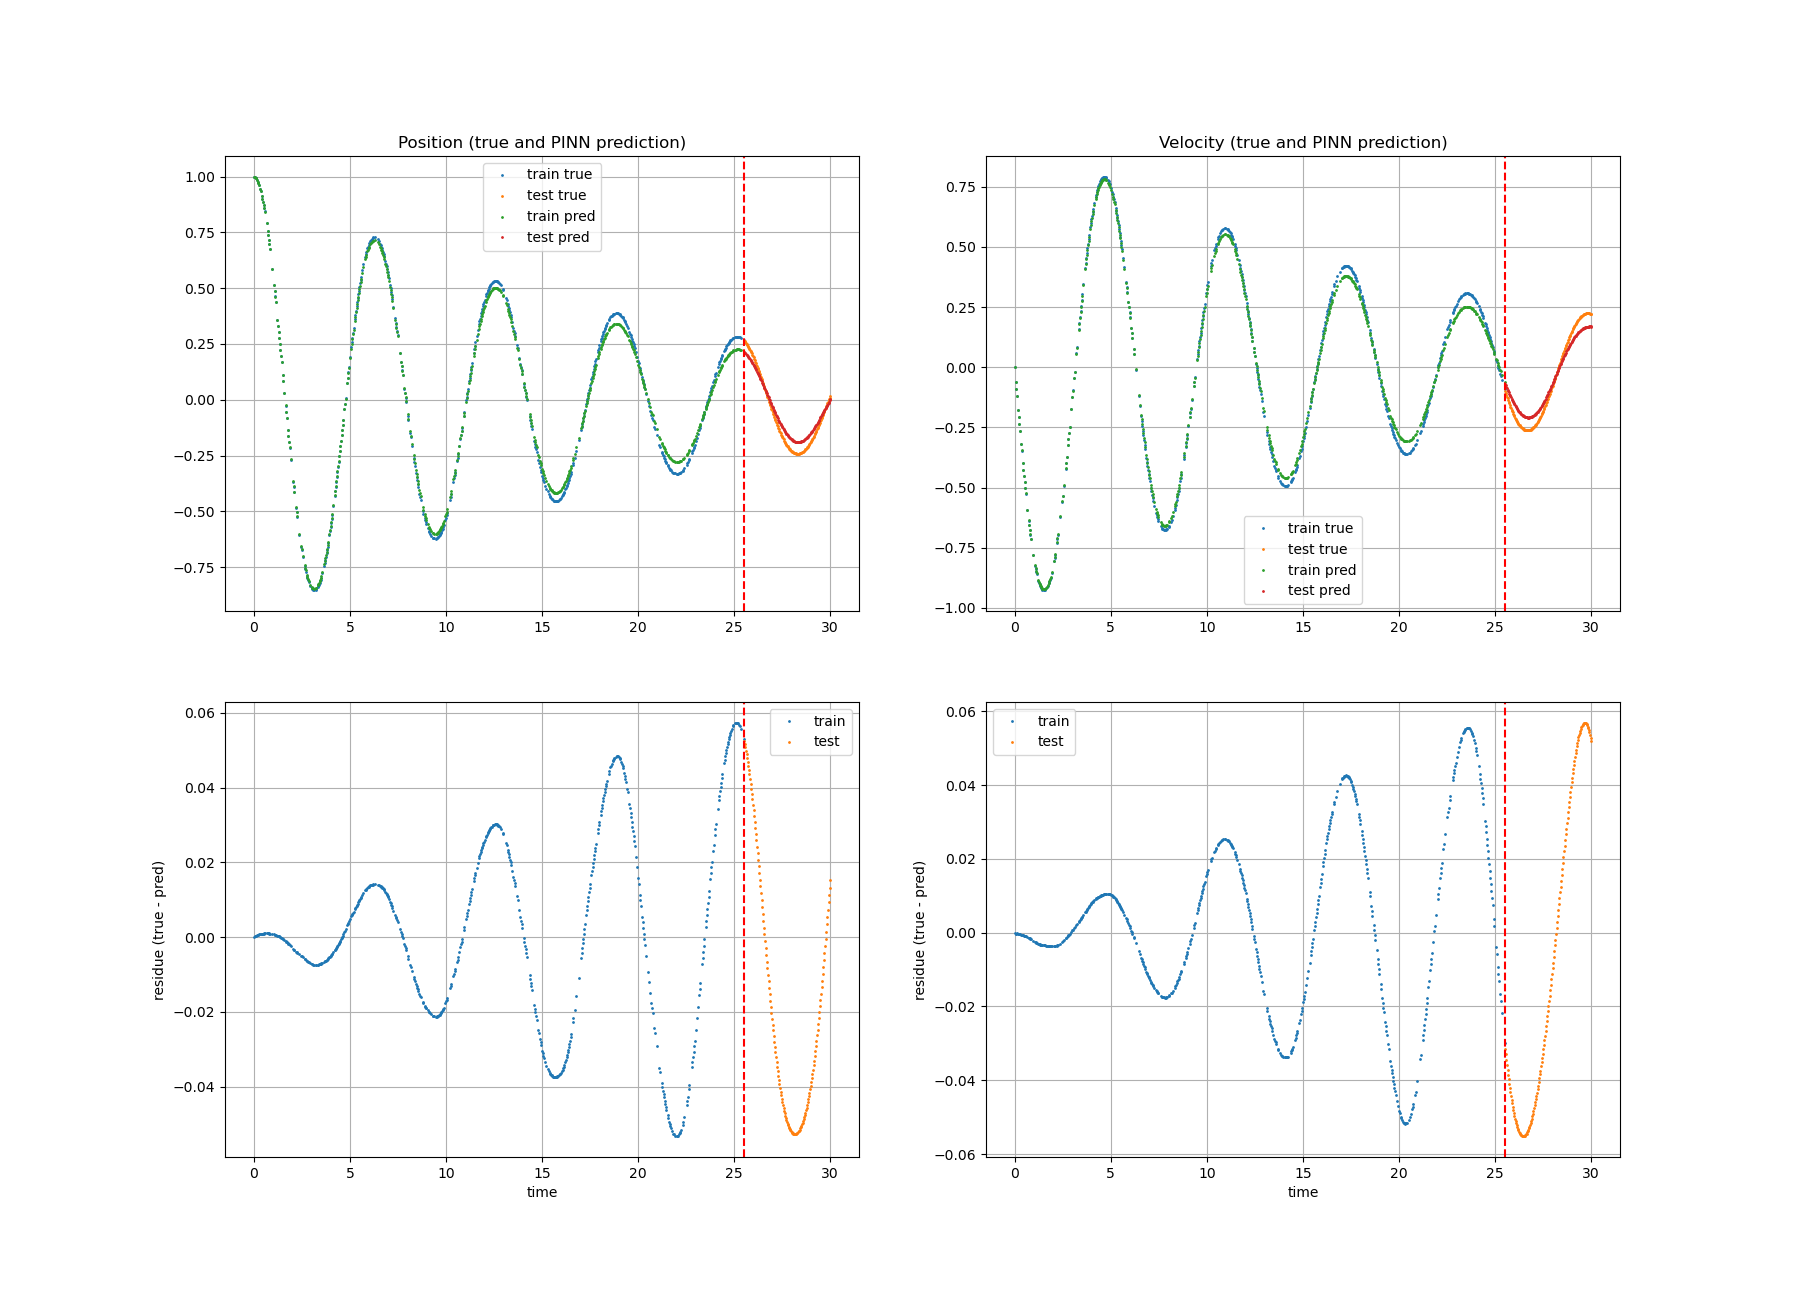 Position (true and PINN prediction)
1.00
0.75
0.50
0.25
0.00
−0.25
−0.50
−0.75
0 5 10 15 20 25 30
train true
test true
train pred
test pred
Velocity (true and PINN prediction)
0.75
0.50
0.25
0.00
−0.25
−0.50
−0.75
−1.00
0 5 10 15 20 25 30
train true
test true
train pred
test pred
residue (true - pred)
0.06
0.04
0.02
0.00
−0.02
−0.04
0 5 10 15 20 25 30
time
train
test
residue (true - pred)
0.06
0.04
0.02
0.00
−0.02
−0.04
−0.06
0 5 10 15 20 25 30
time
train
test